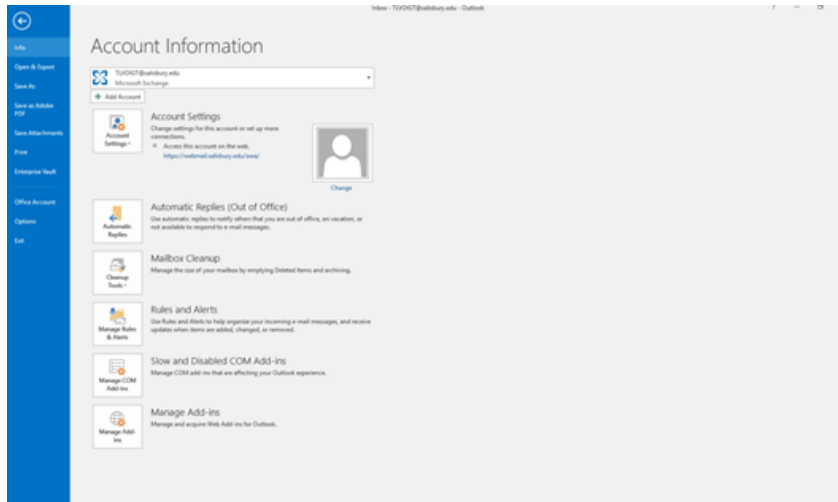 Inbox - TLVOIGT@salisbury.edu - Outlook
?
Info
Open & Export
Save As
Save as Adobe
PDF
Save Attachments
Print
Enterprise Vault
Office Account
Options
Exit
Account Information
TLVOIGT@salisbury.edu
Microsoft Exchange
+ Add Account
Account
Settings
Account Settings
Change settings for this account or set up more
connections.
Access this account on the web.
https://webmail.salisbury.edu/owa/
Change
Automatic
Replies
Automatic Replies (Out of Office)
Use automatic replies to notify others that you are out of office, on vacation, or
not available to respond to e-mail messages.
Cleanup
Tools
Mailbox Cleanup
Manage the size of your mailbox by emptying Deleted Items and archiving.
Manage Rules
& Alerts
Rules and Alerts
Use Rules and Alerts to help organize your incoming e-mail messages, and receive
updates when items are added, changed, or removed.
Manage COM
Add-ins
Slow and Disabled COM Add-ins
Manage COM add-ins that are affecting your Outlook experience.
Manage Add-
ins
Manage Add-ins
Manage and acquire Web Add-ins for Outlook.